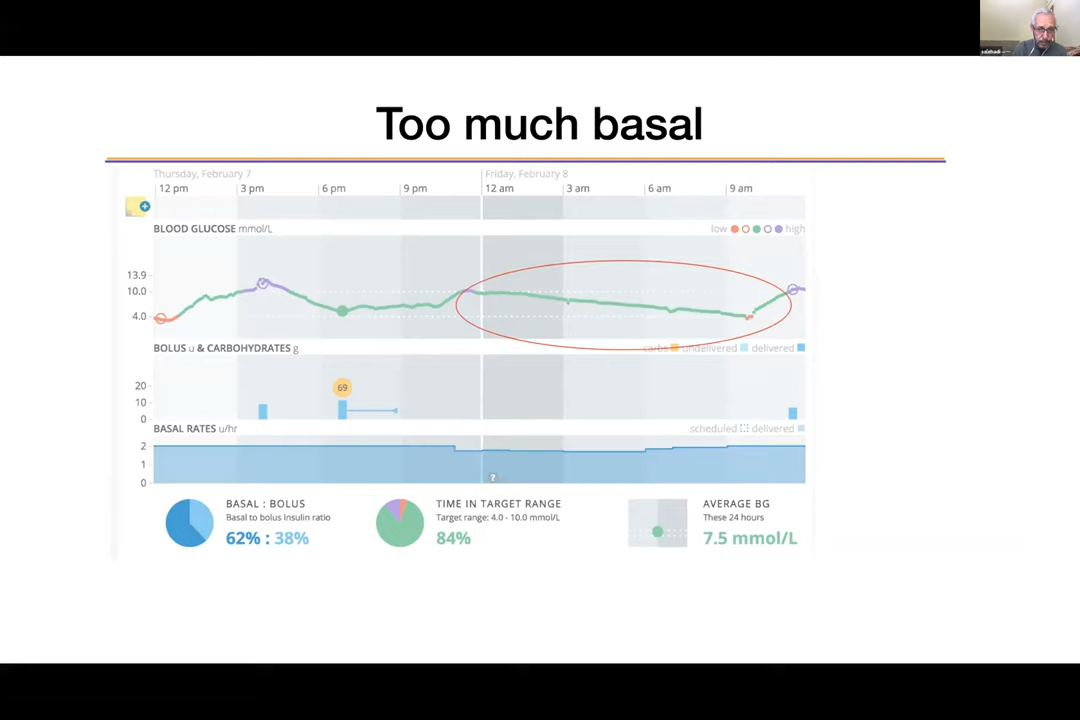 Too much basal
Thursday, February 7
Friday, February 8
12 pm 3 pm 6 pm 9 pm 12 am 3 am 6 am 9 am
BLOOD GLUCOSE mmol/L
low high
13.9
10.0
4.0
BOLUS u & CARBOHYDRATES g
carbs undelivered delivered
20
10
0
69
BASAL RATES u/hr
scheduled delivered
2
1
0
?
BASAL : BOLUS
Basal to bolus insulin ratio
62% : 38%
TIME IN TARGET RANGE
Target range: 4.0 - 10.0 mmol/L
84%
AVERAGE BG
These 24 hours
7.5 mmol/L